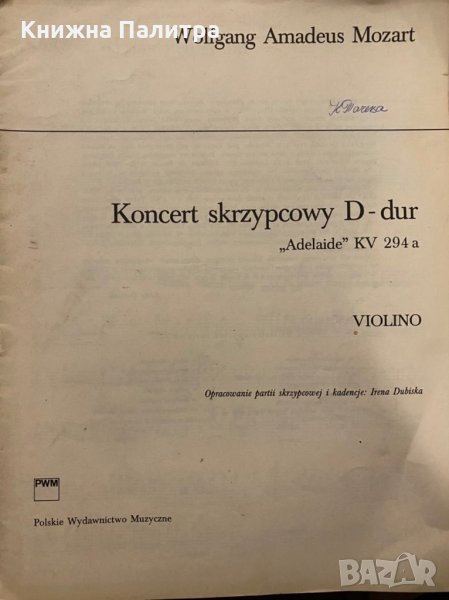 Книжна Палитра
Wolfgang Amadeus Mozart
Koncert skrzypcowy D-dur
„Adelaide” KV 294 a
VIOLINO
Opracowanie partii skrzypcowej i kadencje: Irena Dubiska
PWM
Polskie Wydawnictwo Muzyczne
BAZAR